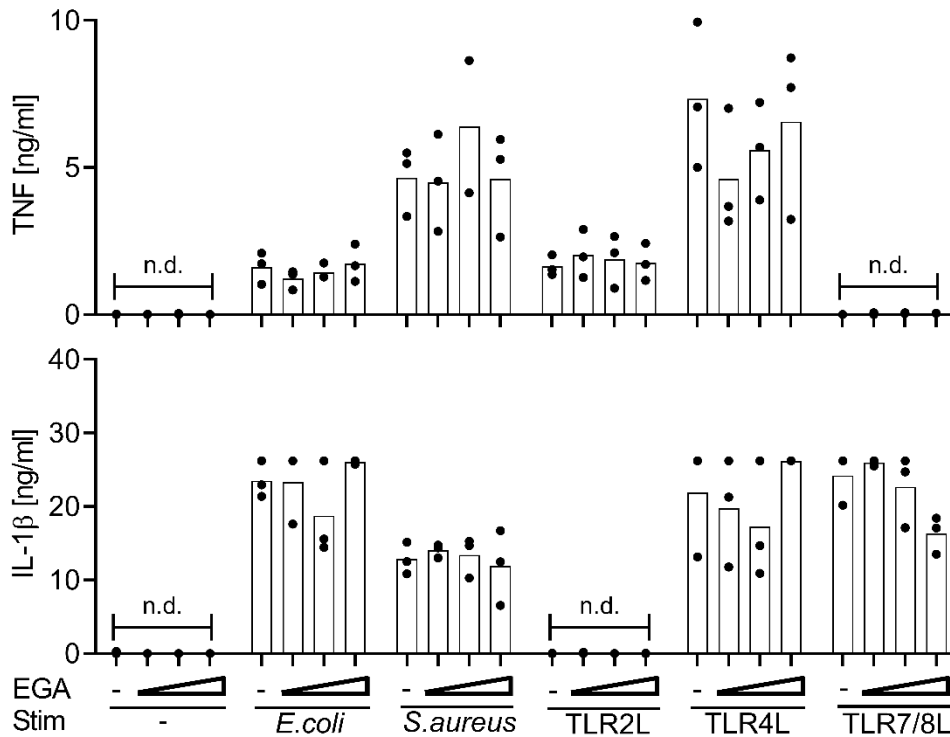 10
5
0
TNF [ng/ml]
n.d.
n.d.
40
30
20
10
0
IL-1β [ng/ml]
n.d.
n.d.
EGA - - - - - -
Stim - E.coli S.aureus TLR2L TLR4L TLR7/8L